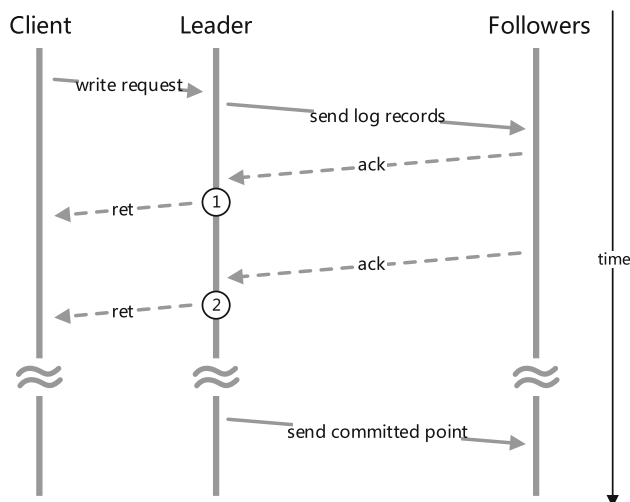 Client
Leader
Followers
write request
send log records
ack
1
ret
time
ack
2
ret
send committed point